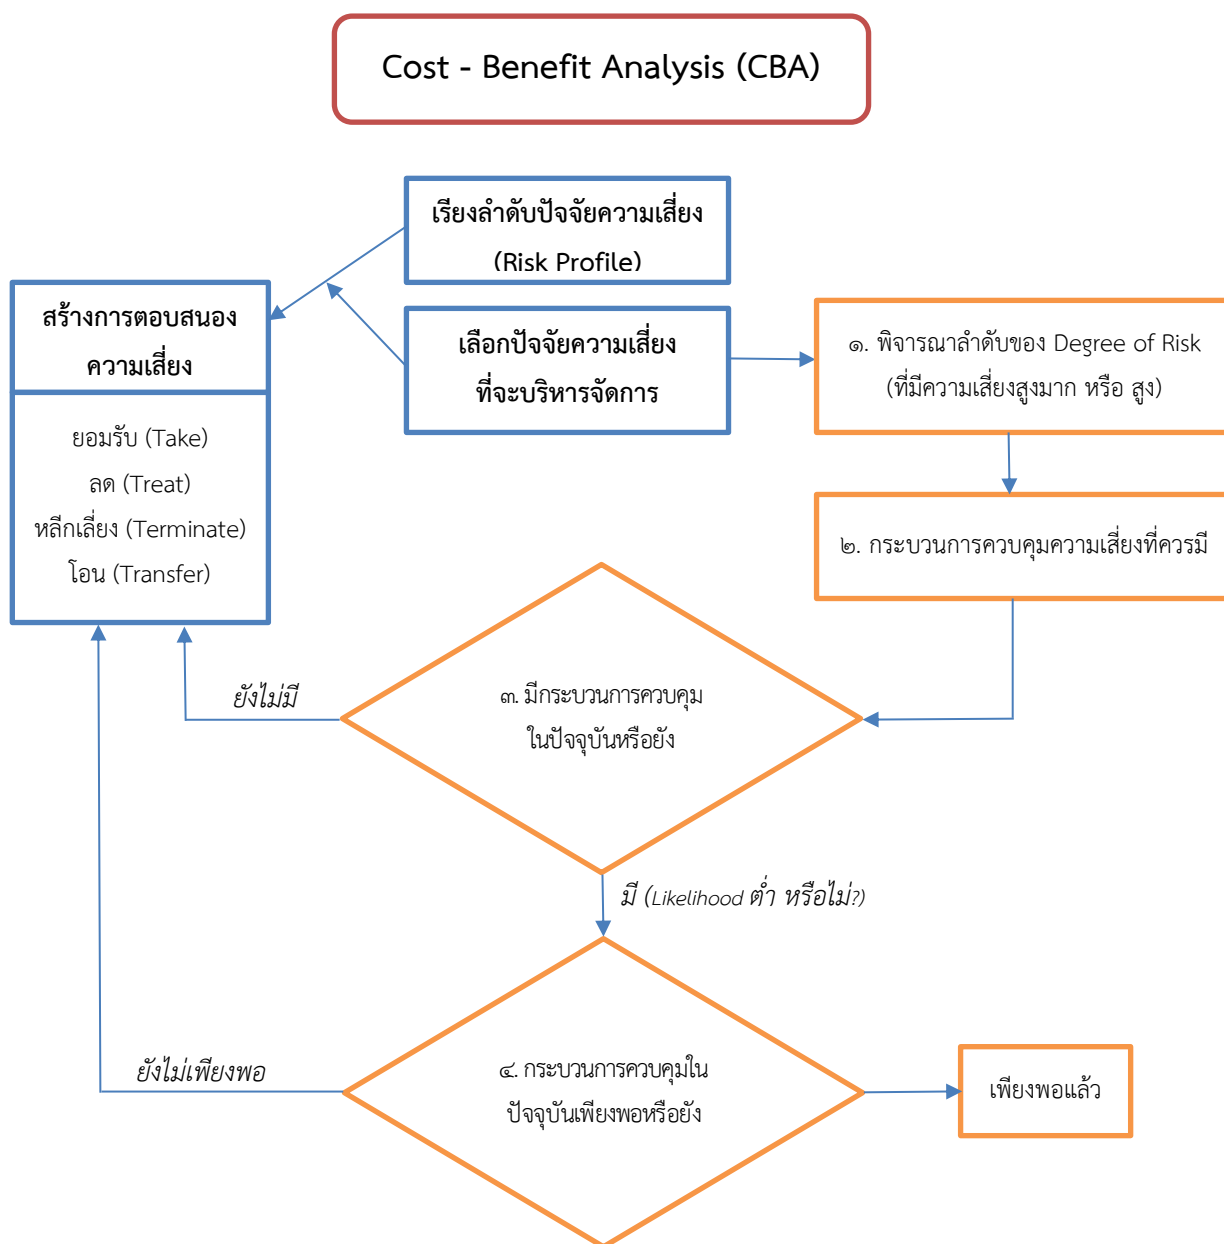 Cost - Benefit Analysis (CBA)
เรียงลำดับปัจจัยความเสี่ยง
(Risk Profile)
สร้างการตอบสนอง
ความเสี่ยง
ยอมรับ (Take)
ลด (Treat)
หลีกเลี่ยง (Terminate)
โอน (Transfer)
เลือกปัจจัยความเสี่ยง
ที่จะบริหารจัดการ
๑. พิจารณาลำดับของ Degree of Risk
(ที่มีความเสี่ยงสูงมาก หรือ สูง)
๒. กระบวนการควบคุมความเสี่ยงที่ควรมี
ยังไม่มี
๓. มีกระบวนการควบคุม
ในปัจจุบันหรือยัง
มี (Likelihood ต่ำ หรือไม่?)
ยังไม่เพียงพอ
๔. กระบวนการควบคุมใน
ปัจจุบันเพียงพอหรือยัง
เพียงพอแล้ว